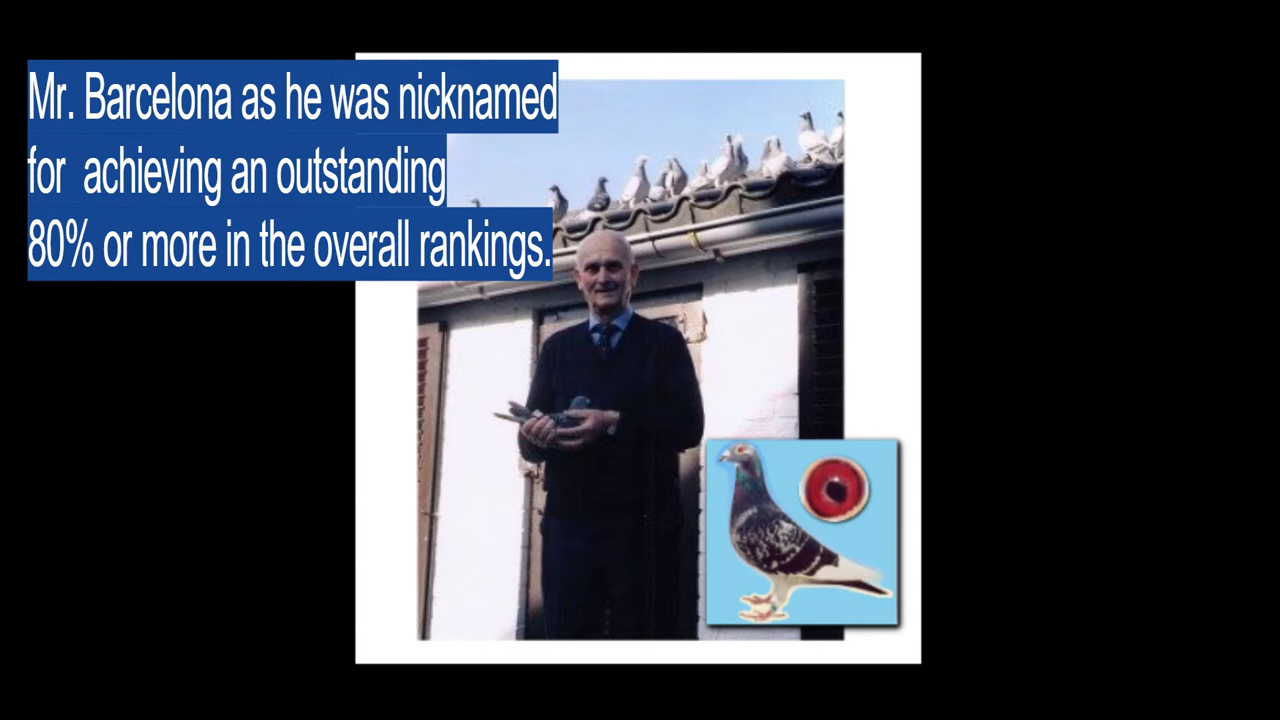 Mr. Barcelona as he was nicknamed
for  achieving an outstanding
80% or more in the overall rankings.